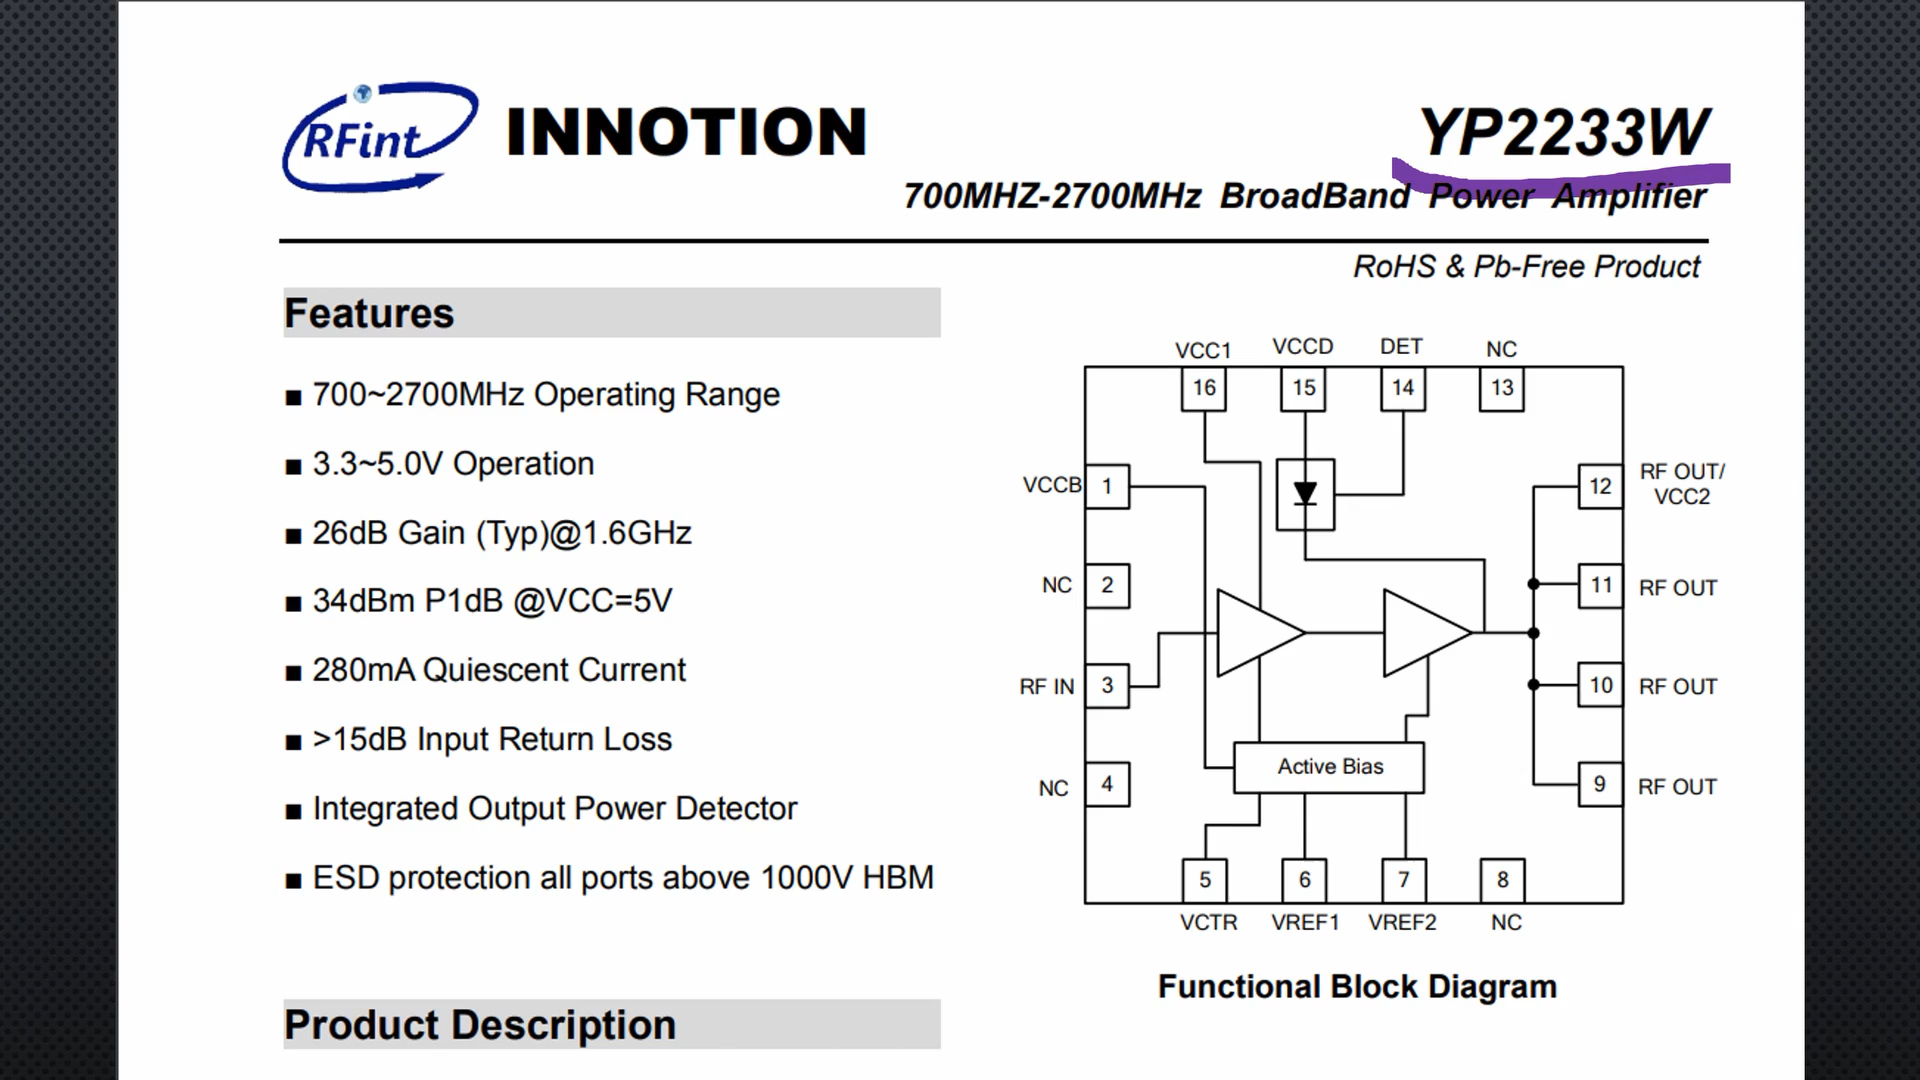 RFint INNOTION
YP2233W
700MHZ-2700MHz BroadBand Power Amplifier
RoHS & Pb-Free Product
Features
■ 700~2700MHz Operating Range
■ 3.3~5.0V Operation
■ 26dB Gain (Typ)@1.6GHz
■ 34dBm P1dB @VCC=5V
■ 280mA Quiescent Current
■ >15dB Input Return Loss
■ Integrated Output Power Detector
■ ESD protection all ports above 1000V HBM
Product Description
VCC1 VCCD DET NC
16 15 14 13
VCCB 1
NC 2
RF IN 3
NC 4
12 RF OUT/
VCC2
11 RF OUT
10 RF OUT
9 RF OUT
Active Bias
5 6 7 8
VCTR VREF1 VREF2 NC
Functional Block Diagram